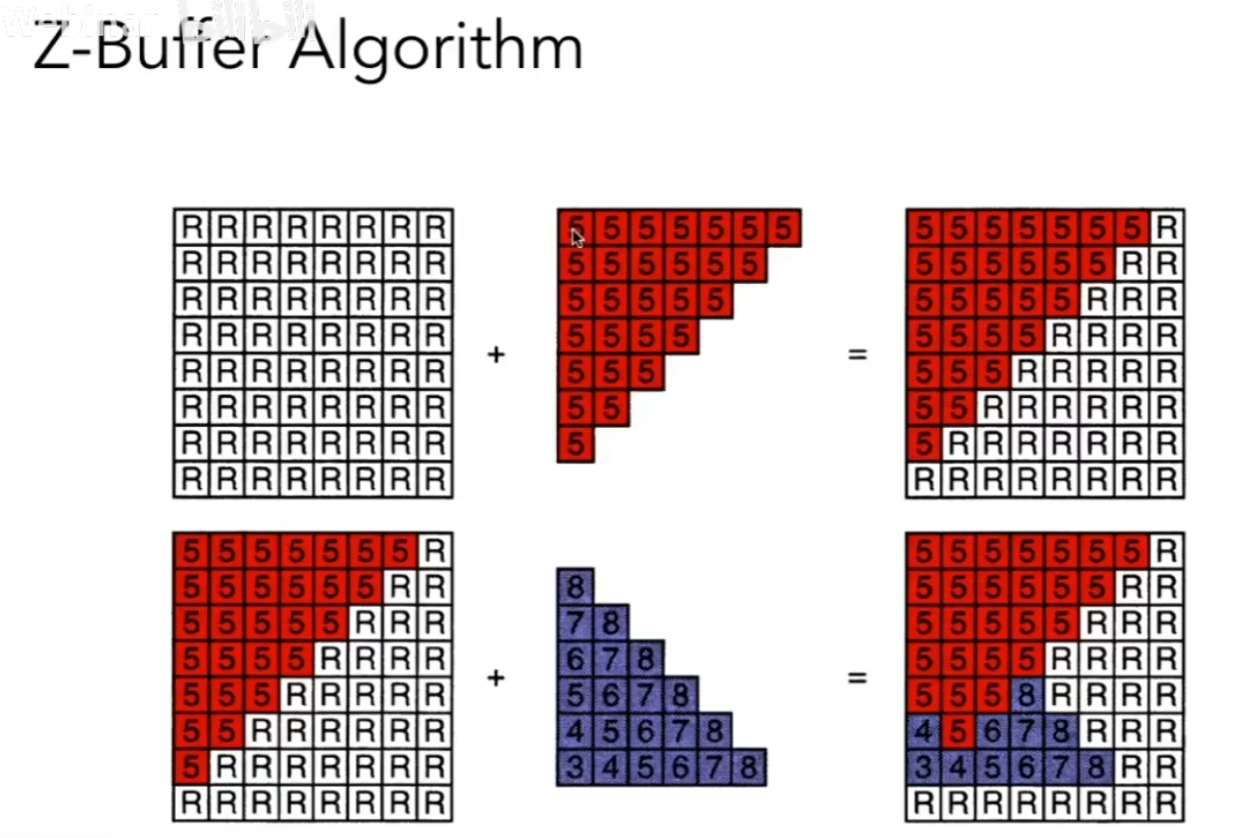 Webinar bilibili
Z-Buffer Algorithm
R R R R R R R R
R R R R R R R R
R R R R R R R R
R R R R R R R R
R R R R R R R R
R R R R R R R R
R R R R R R R R
R R R R R R R R
+
5 5 5 5 5 5 5
5 5 5 5 5 5
5 5 5 5 5
5 5 5 5
5 5 5
5 5
5
=
5 5 5 5 5 5 5 R
5 5 5 5 5 5 R R
5 5 5 5 5 R R R
5 5 5 5 R R R R
5 5 5 R R R R R
5 5 R R R R R R
5 R R R R R R R
R R R R R R R R
5 5 5 5 5 5 5 R
5 5 5 5 5 5 R R
5 5 5 5 5 R R R
5 5 5 5 R R R R
5 5 5 R R R R R
5 5 R R R R R R
5 R R R R R R R
R R R R R R R R
+
8
7 8
6 7 8
5 6 7 8
4 5 6 7 8
3 4 5 6 7 8
=
5 5 5 5 5 5 5 R
5 5 5 5 5 5 R R
5 5 5 5 5 R R R
5 5 5 5 R R R R
5 5 5 8 R R R R
4 5 6 7 8 R R R
3 4 5 6 7 8 R R
R R R R R R R R